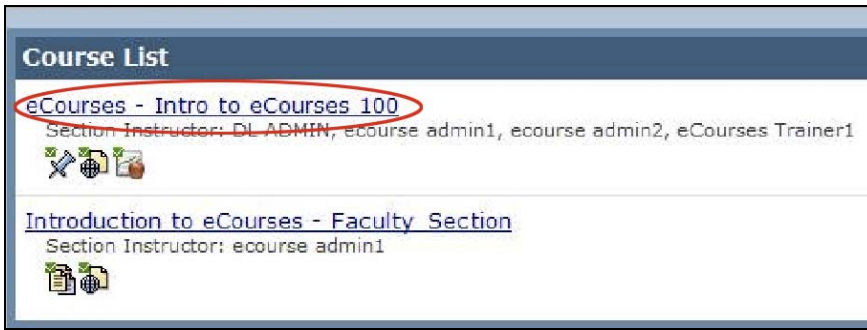 Course List
eCourses - Intro to eCourses 100
Section Instructor: DL ADMIN, ecourse admin1, ecourse admin2, eCourses Trainer1
Introduction to eCourses - Faculty Section
Section Instructor: ecourse admin1